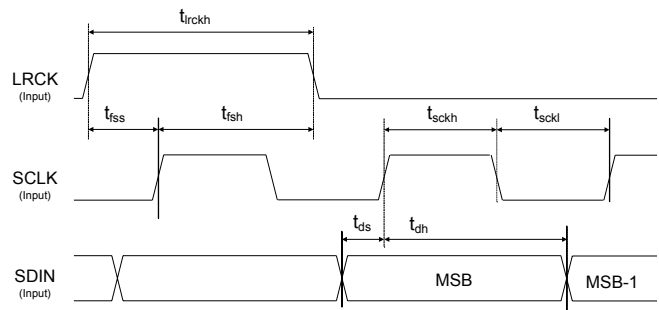 t_lrckh
LRCK
(Input)
t_fss
t_fsh
t_sckh
t_sckl
SCLK
(Input)
t_ds
t_dh
SDIN
(Input)
MSB
MSB-1